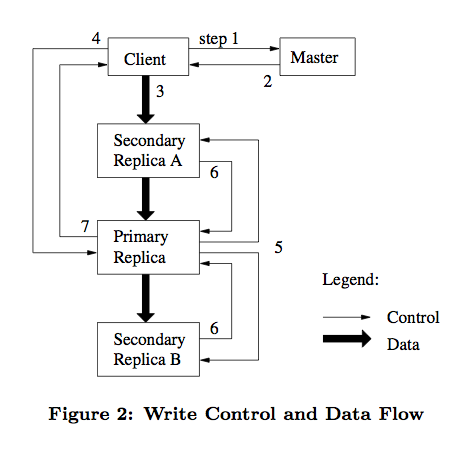 4
step 1
Client
Master
2
3
Secondary
Replica A
6
7
Primary
Replica
5
Legend:
Control
6
Secondary
Replica B
Data
Figure 2: Write Control and Data Flow